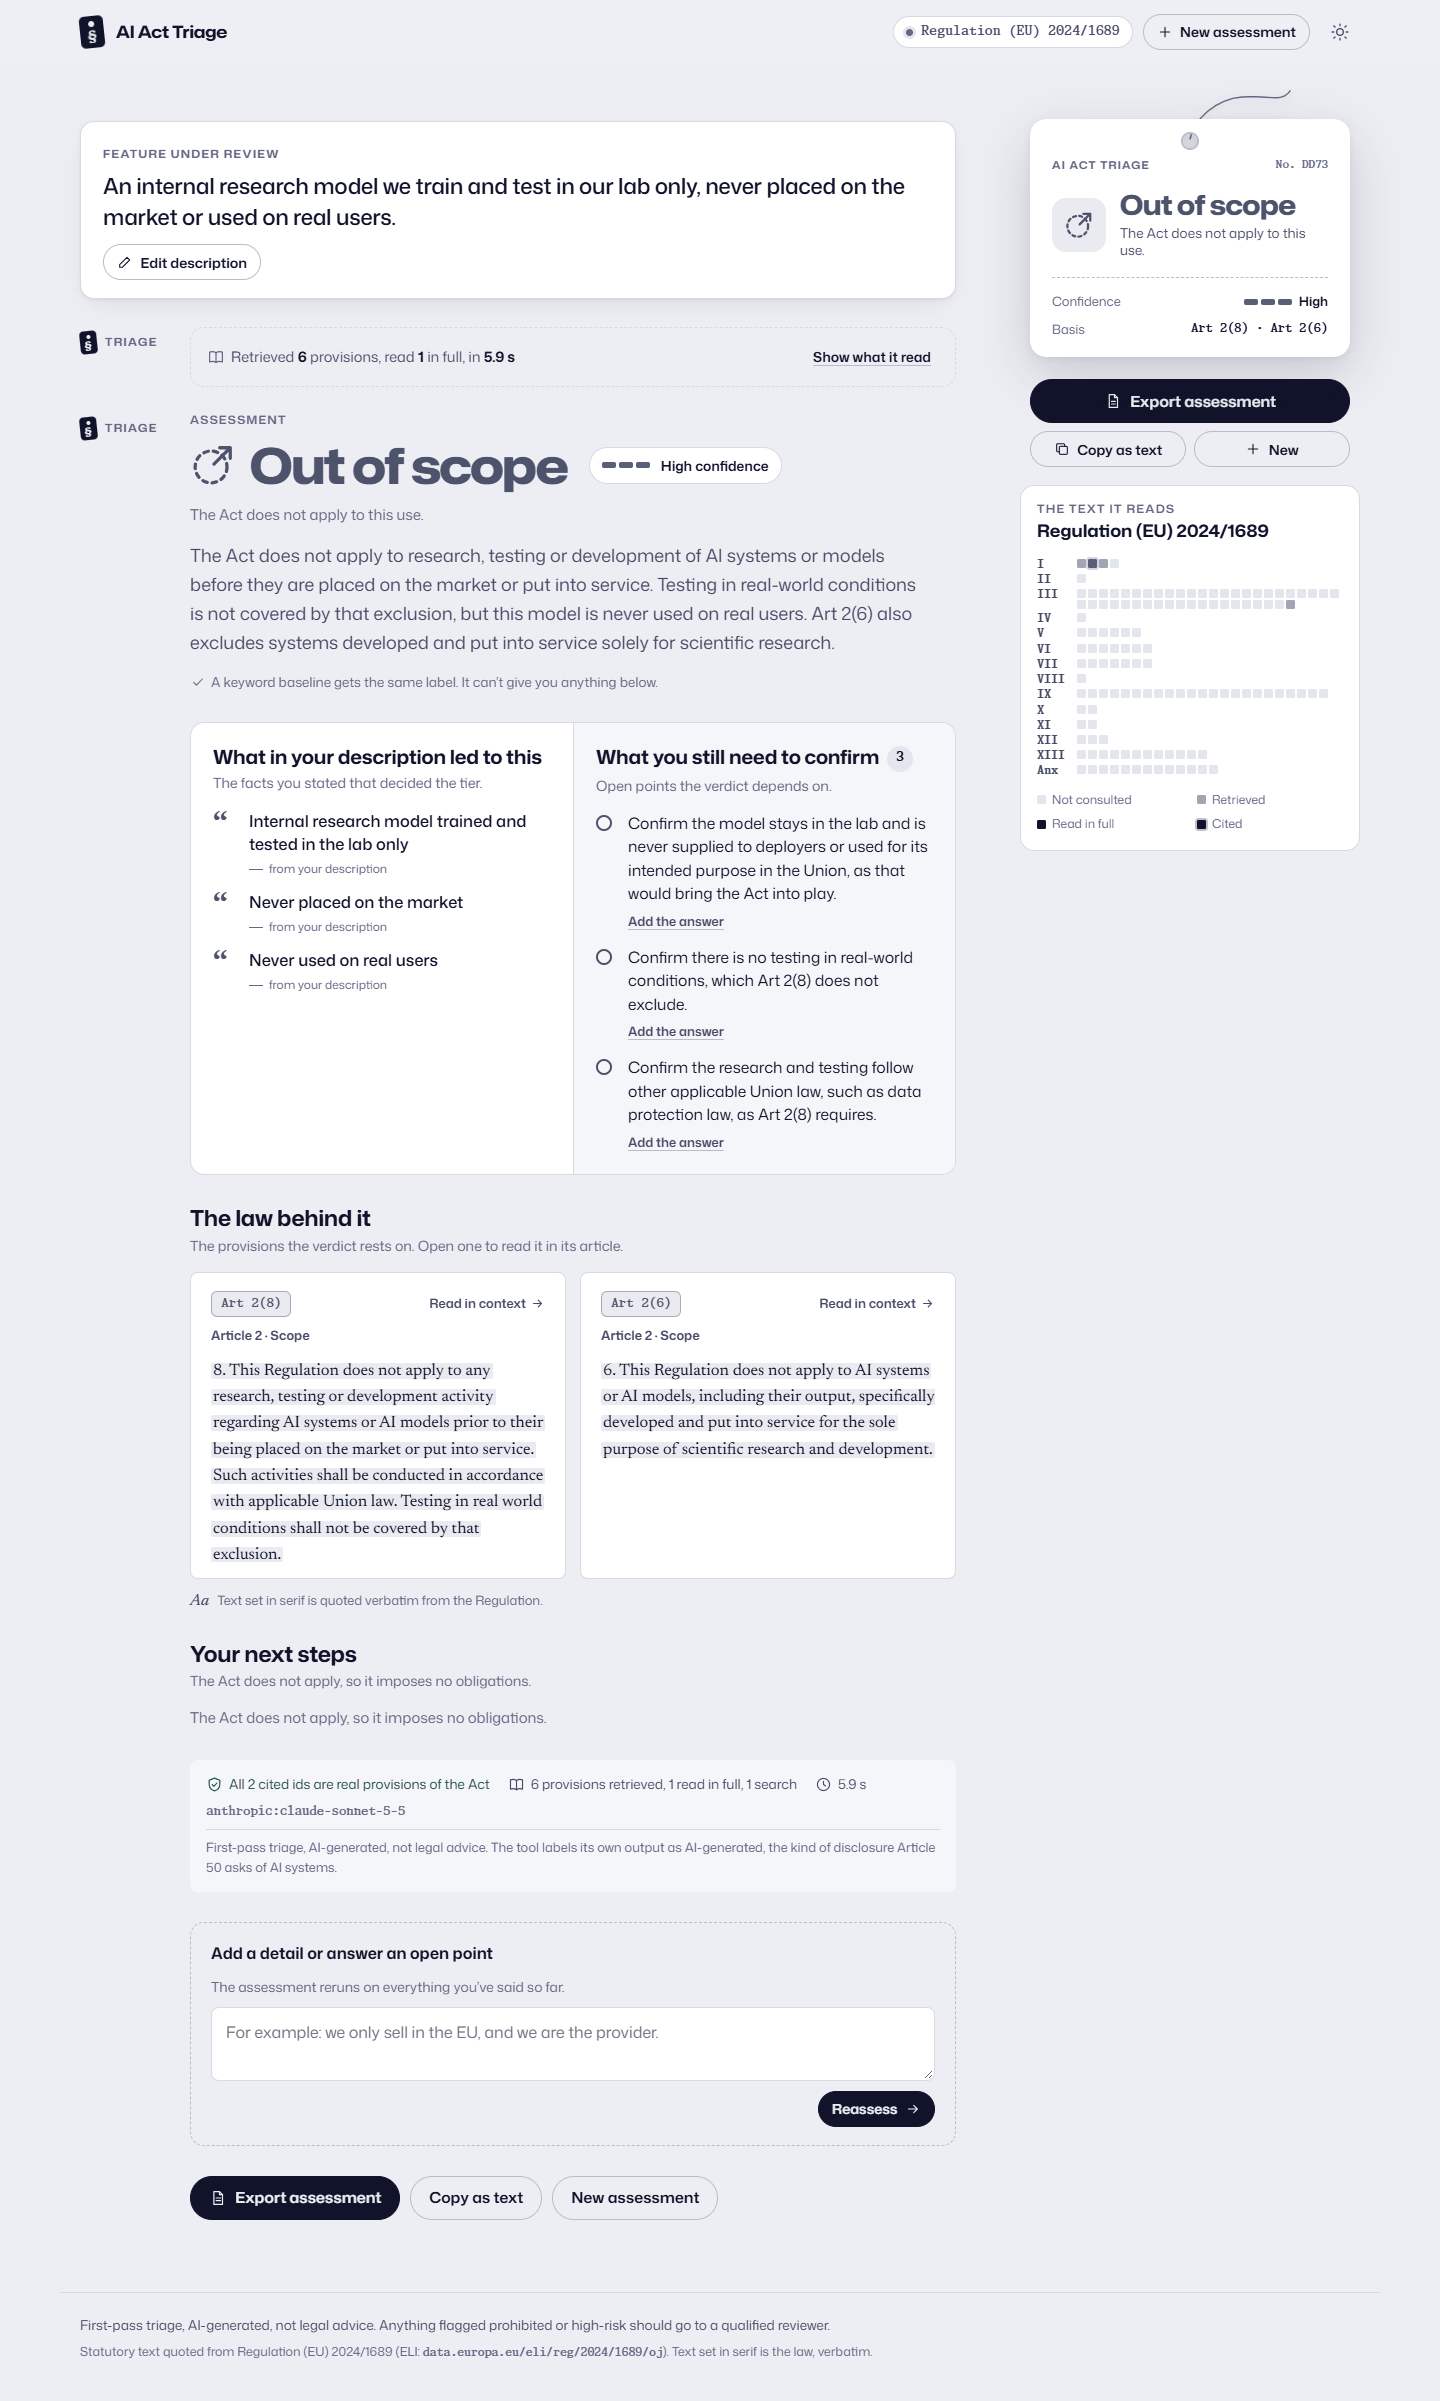 AI Act Triage
Regulation (EU) 2024/1689
New assessment
FEATURE UNDER REVIEW
An internal research model we train and test in our lab only, never placed on the
market or used on real users.
Edit description
TRIAGE
Retrieved 6 provisions, read 1 in full, in 5.9 s
Show what it read
TRIAGE
ASSESSMENT
Out of scope
High confidence
The Act does not apply to this use.
The Act does not apply to research, testing or development of AI systems or models
before they are placed on the market or put into service. Testing in real-world conditions
is not covered by that exclusion, but this model is never used on real users. Art 2(6) also
excludes systems developed and put into service solely for scientific research.
A keyword baseline gets the same label. It can't give you anything below.
What in your description led to this
The facts you stated that decided the tier.
“ Internal research model trained and
tested in the lab only
— from your description
“ Never placed on the market
— from your description
“ Never used on real users
— from your description
What you still need to confirm 3
Open points the verdict depends on.
Confirm the model stays in the lab and is
never supplied to deployers or used for its
intended purpose in the Union, as that
would bring the Act into play.
Add the answer
Confirm there is no testing in real-world
conditions, which Art 2(8) does not
exclude.
Add the answer
Confirm the research and testing follow
other applicable Union law, such as data
protection law, as Art 2(8) requires.
Add the answer
The law behind it
The provisions the verdict rests on. Open one to read it in its article.
Art 2(8)
Read in context →
Article 2 · Scope
8. This Regulation does not apply to any
research, testing or development activity
regarding AI systems or AI models prior to their
being placed on the market or put into service.
Such activities shall be conducted in accordance
with applicable Union law. Testing in real world
conditions shall not be covered by that
exclusion.
Art 2(6)
Read in context →
Article 2 · Scope
6. This Regulation does not apply to AI systems
or AI models, including their output, specifically
developed and put into service for the sole
purpose of scientific research and development.
Aa Text set in serif is quoted verbatim from the Regulation.
Your next steps
The Act does not apply, so it imposes no obligations.
The Act does not apply, so it imposes no obligations.
All 2 cited ids are real provisions of the Act
6 provisions retrieved, 1 read in full, 1 search
5.9 s
anthropic:claude-sonnet-5-5
First-pass triage, AI-generated, not legal advice. The tool labels its own output as AI-generated, the kind of disclosure Article
50 asks of AI systems.
Add a detail or answer an open point
The assessment reruns on everything you've said so far.
For example: we only sell in the EU, and we are the provider.
Reassess →
Export assessment
Copy as text
New assessment
AI ACT TRIAGE
No. DD73
Out of scope
The Act does not apply to this
use.
Confidence
High
Basis
Art 2(8) · Art 2(6)
Export assessment
Copy as text
New
THE TEXT IT READS
Regulation (EU) 2024/1689
I
II
III
IV
V
VI
VII
VIII
IX
X
XI
XII
XIII
Anx
Not consulted
Retrieved
Read in full
Cited
First-pass triage, AI-generated, not legal advice. Anything flagged prohibited or high-risk should go to a qualified reviewer.
Statutory text quoted from Regulation (EU) 2024/1689 (ELI: data.europa.eu/eli/reg/2024/1689/oj). Text set in serif is the law, verbatim.